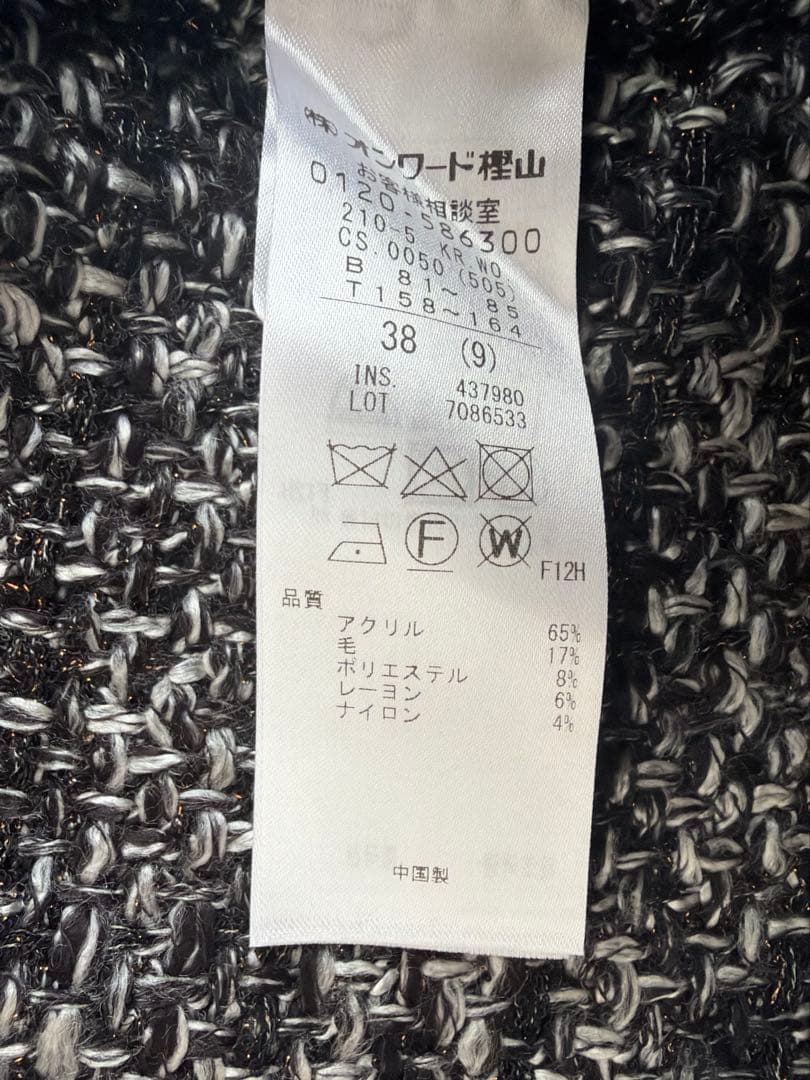 (株)オンワード樫山
お客様相談室
0120-586300
210-5 KR WO
CS.0050 (505)
B 81~ 85
T 158~164
38 (9)
INS. 437980
LOT 7086533
F
W
F12H
品質
アクリル 65%
毛 17%
ポリエステル 8%
レーヨン 6%
ナイロン 4%
中国製